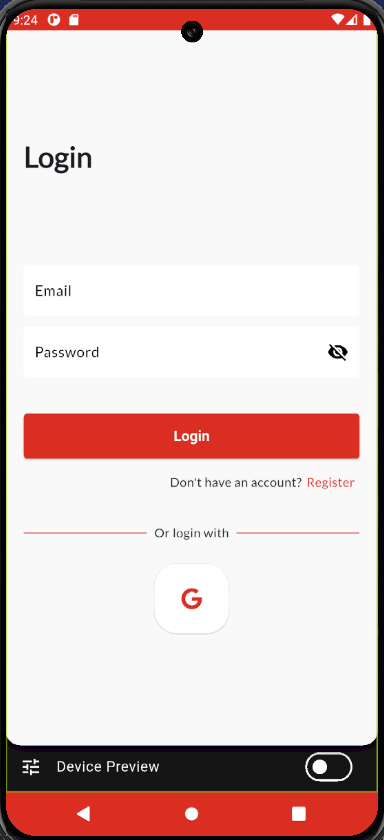 9:24
Login
Email
Password
Login
Don't have an account? Register
Or login with
G
Device Preview